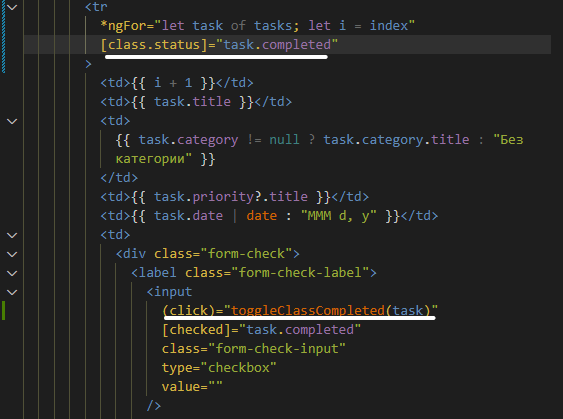 <tr
*ngFor="let task of tasks; let i = index"
[class.status]="task.completed"
>
<td>{{ i + 1 }}</td>
<td>{{ task.title }}</td>
<td>
{{ task.category != null ? task.category.title : "Без
категории" }}
</td>
<td>{{ task.priority?.title }}</td>
<td>{{ task.date | date : "MMM d, y" }}</td>
<td>
<div class="form-check">
<label class="form-check-label">
<input
(click)="toggleClassCompleted(task)"
[checked]="task.completed"
class="form-check-input"
type="checkbox"
value=""
/>